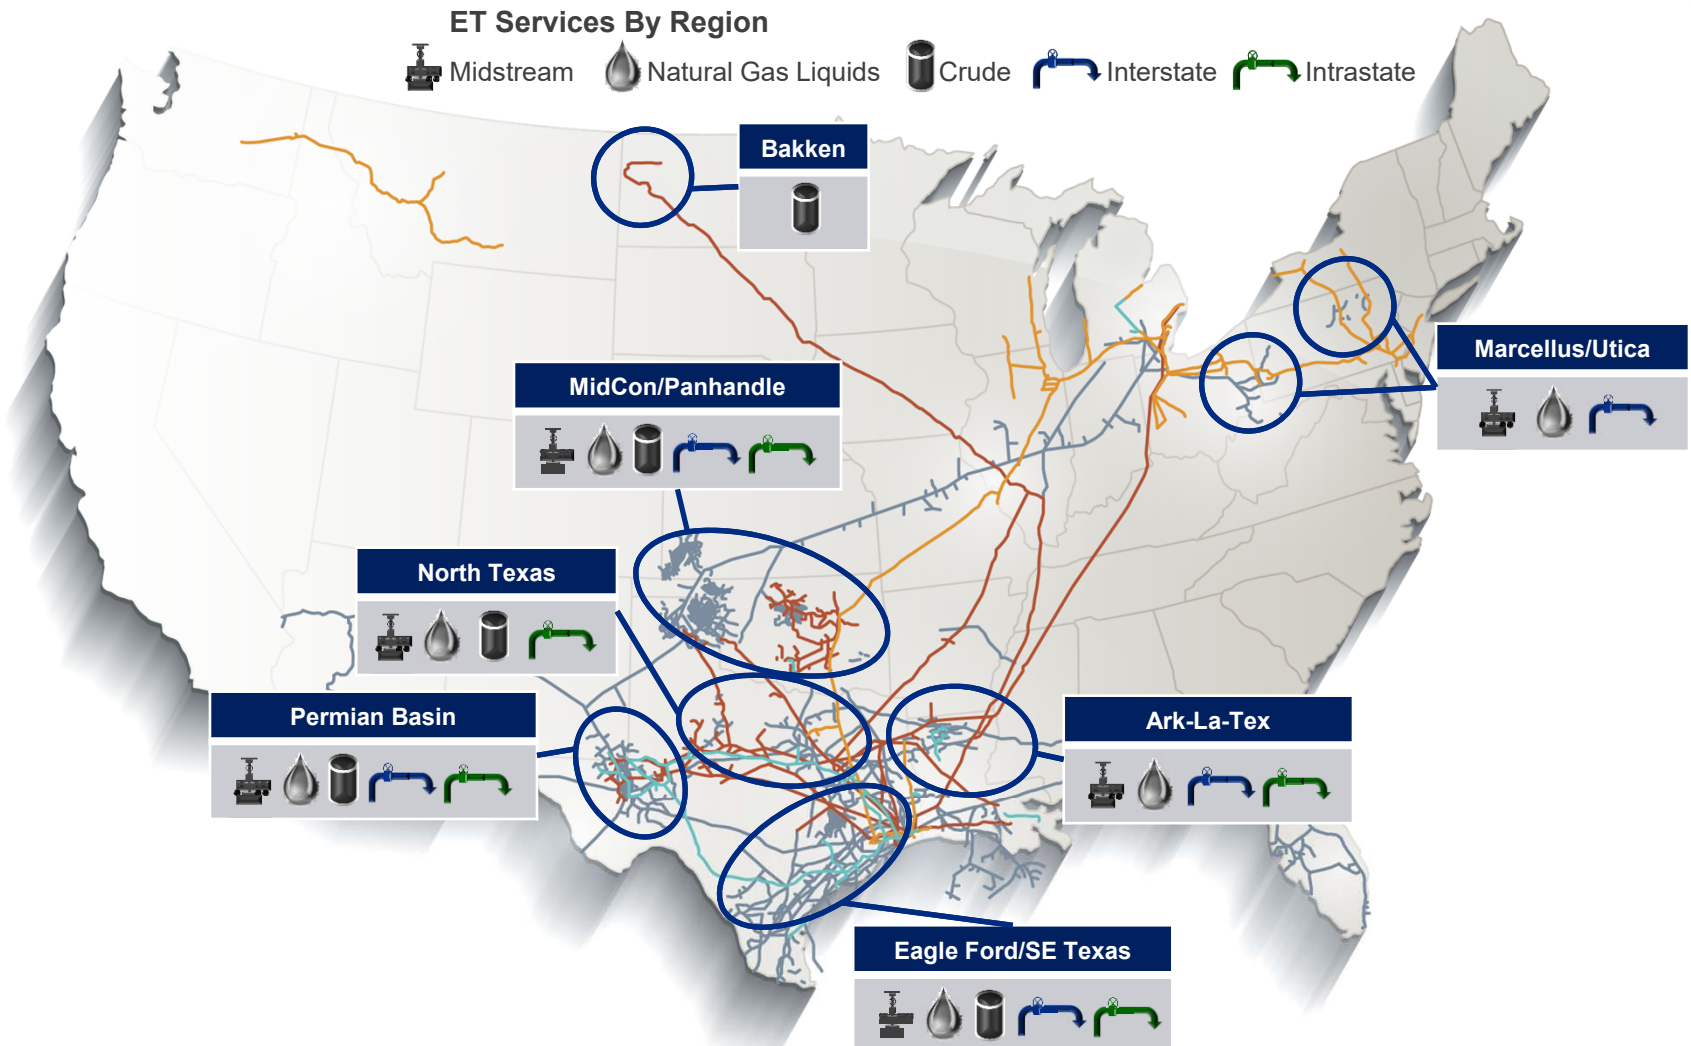 ET Services By Region
Midstream Natural Gas Liquids Crude Interstate Intrastate
Bakken
Marcellus/Utica
MidCon/Panhandle
North Texas
Permian Basin
Ark-La-Tex
Eagle Ford/SE Texas